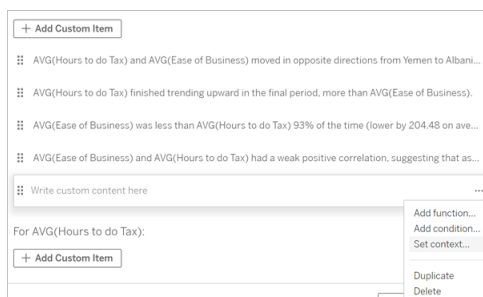 + Add Custom Item
AVG(Hours to do Tax) and AVG(Ease of Business) moved in opposite directions from Yemen to Albani...
AVG(Hours to do Tax) finished trending upward in the final period, more than AVG(Ease of Business).
AVG(Ease of Business) was less than AVG(Hours to do Tax) 93% of the time (lower by 204.48 on ave...
AVG(Ease of Business) and AVG(Hours to do Tax) had a weak positive correlation, suggesting that as...
Write custom content here
...
Add function...
Add condition...
Set context...
Duplicate
Delete
For AVG(Hours to do Tax):
+ Add Custom Item